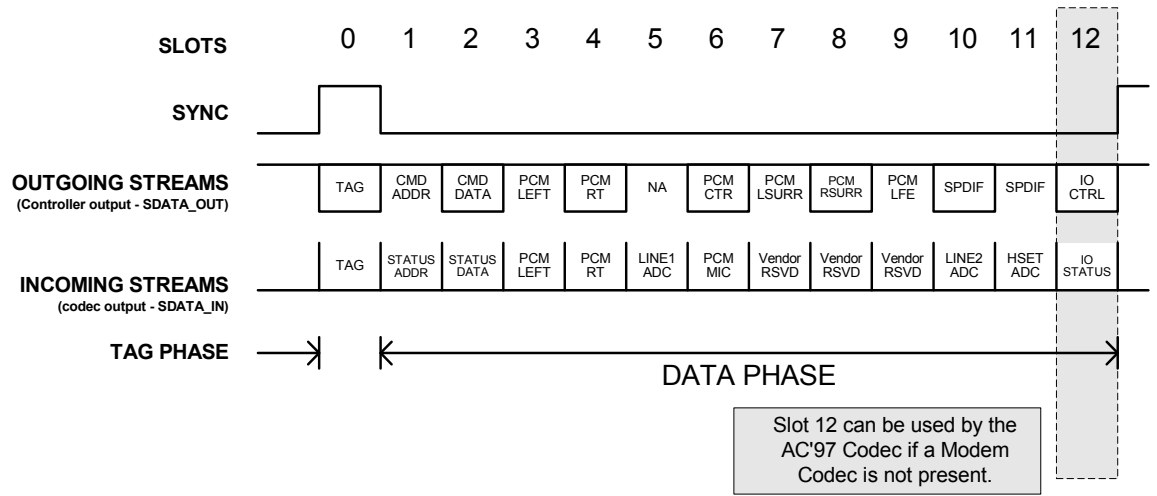 SLOTS 0 1 2 3 4 5 6 7 8 9 10 11 12
SYNC
OUTGOING STREAMS
(Controller output - SDATA_OUT)
TAG CMD ADDR CMD DATA PCM LEFT PCM RT NA PCM CTR PCM LSURR PCM RSURR PCM LFE SPDIF SPDIF IO CTRL
INCOMING STREAMS
(codec output - SDATA_IN)
TAG STATUS ADDR STATUS DATA PCM LEFT PCM RT LINE1 ADC PCM MIC Vendor RSVD Vendor RSVD Vendor RSVD LINE2 ADC HSET ADC IO STATUS
TAG PHASE
DATA PHASE
Slot 12 can be used by the
AC'97 Codec if a Modem
Codec is not present.